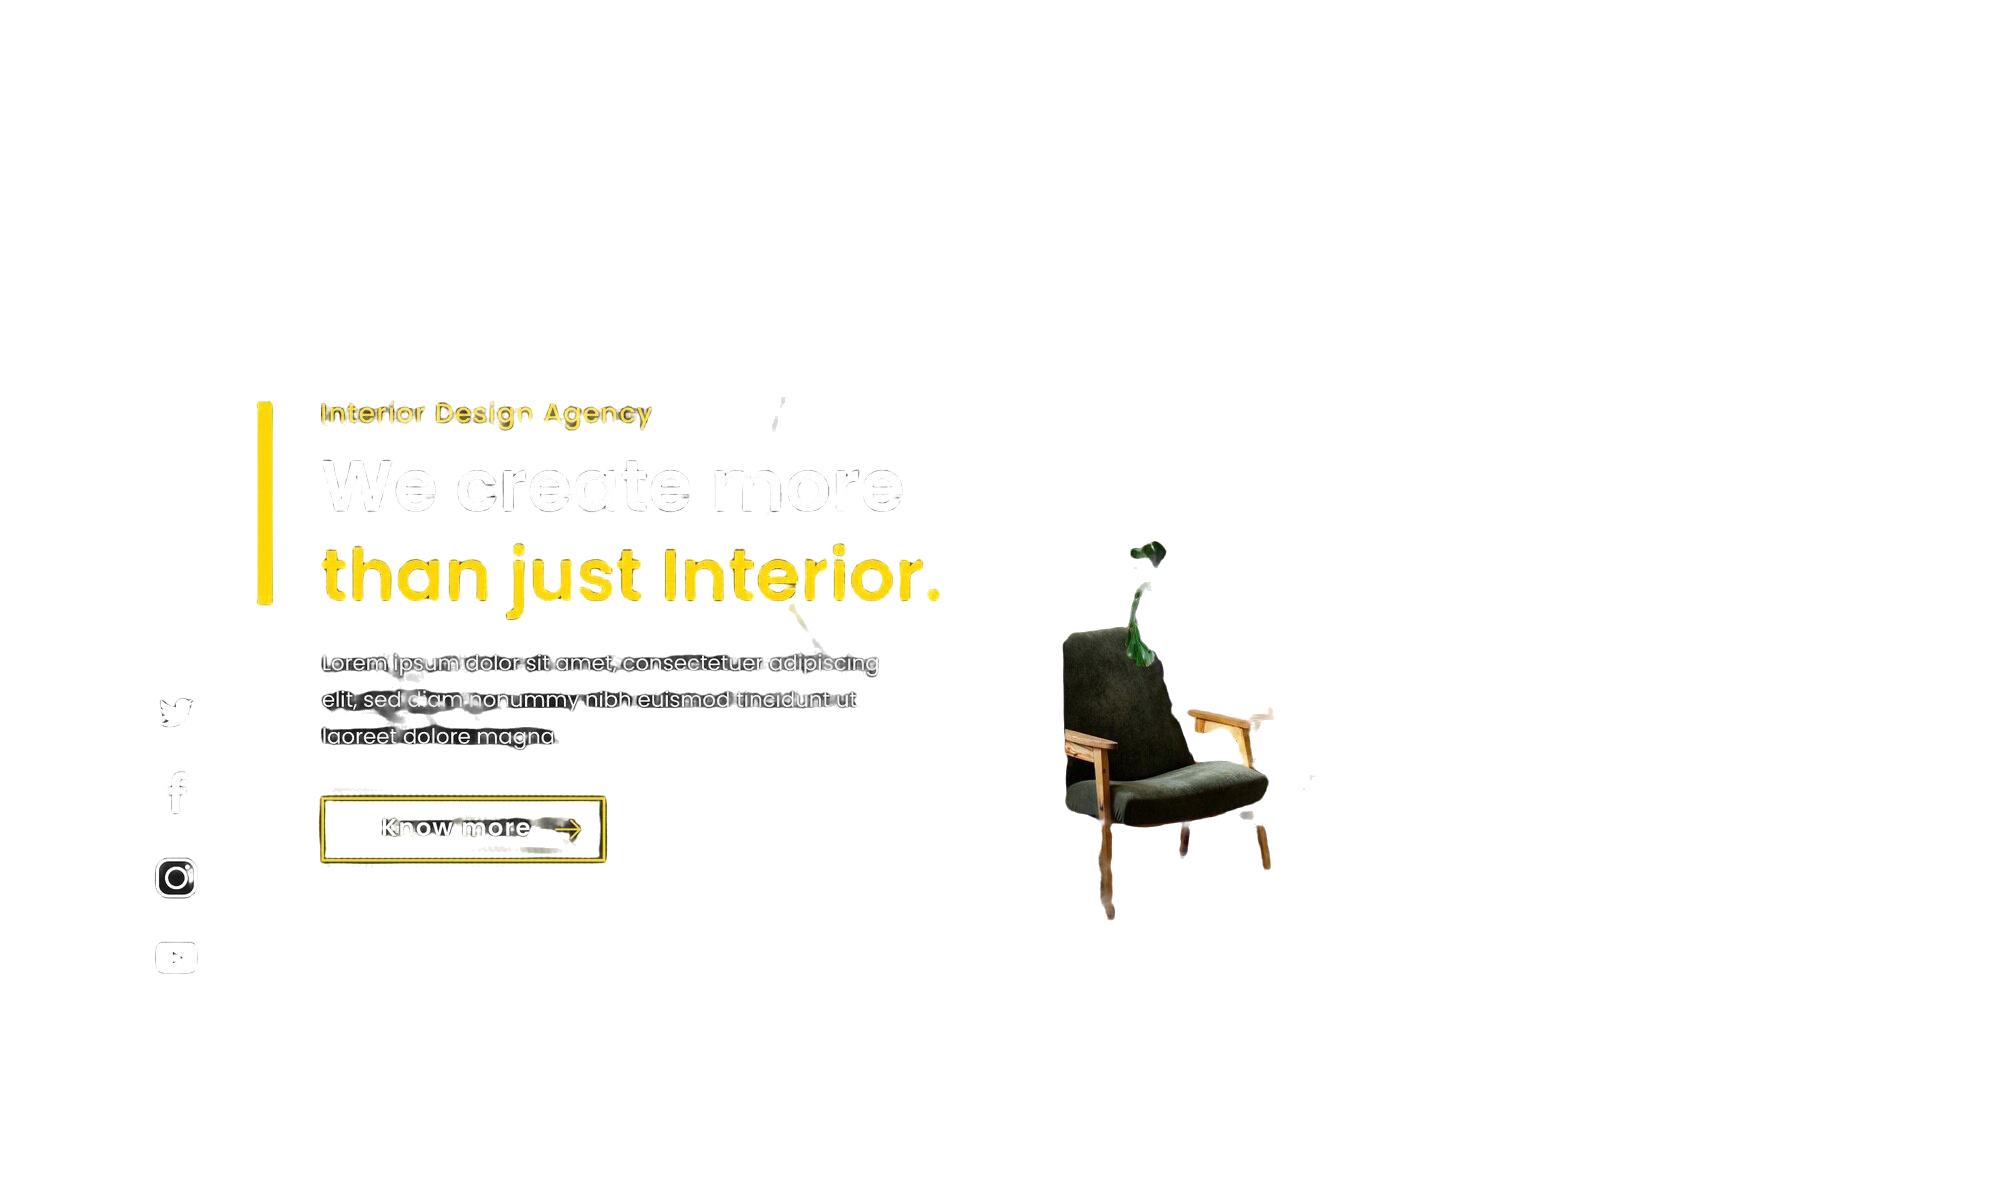 Interior Design Agency
We create more
than just Interior.
Lorem ipsum dolor sit amet, consectetuer adipiscing
elit, sed diam nonummy nibh euismod tincidunt ut
laoreet dolore magna
Know more